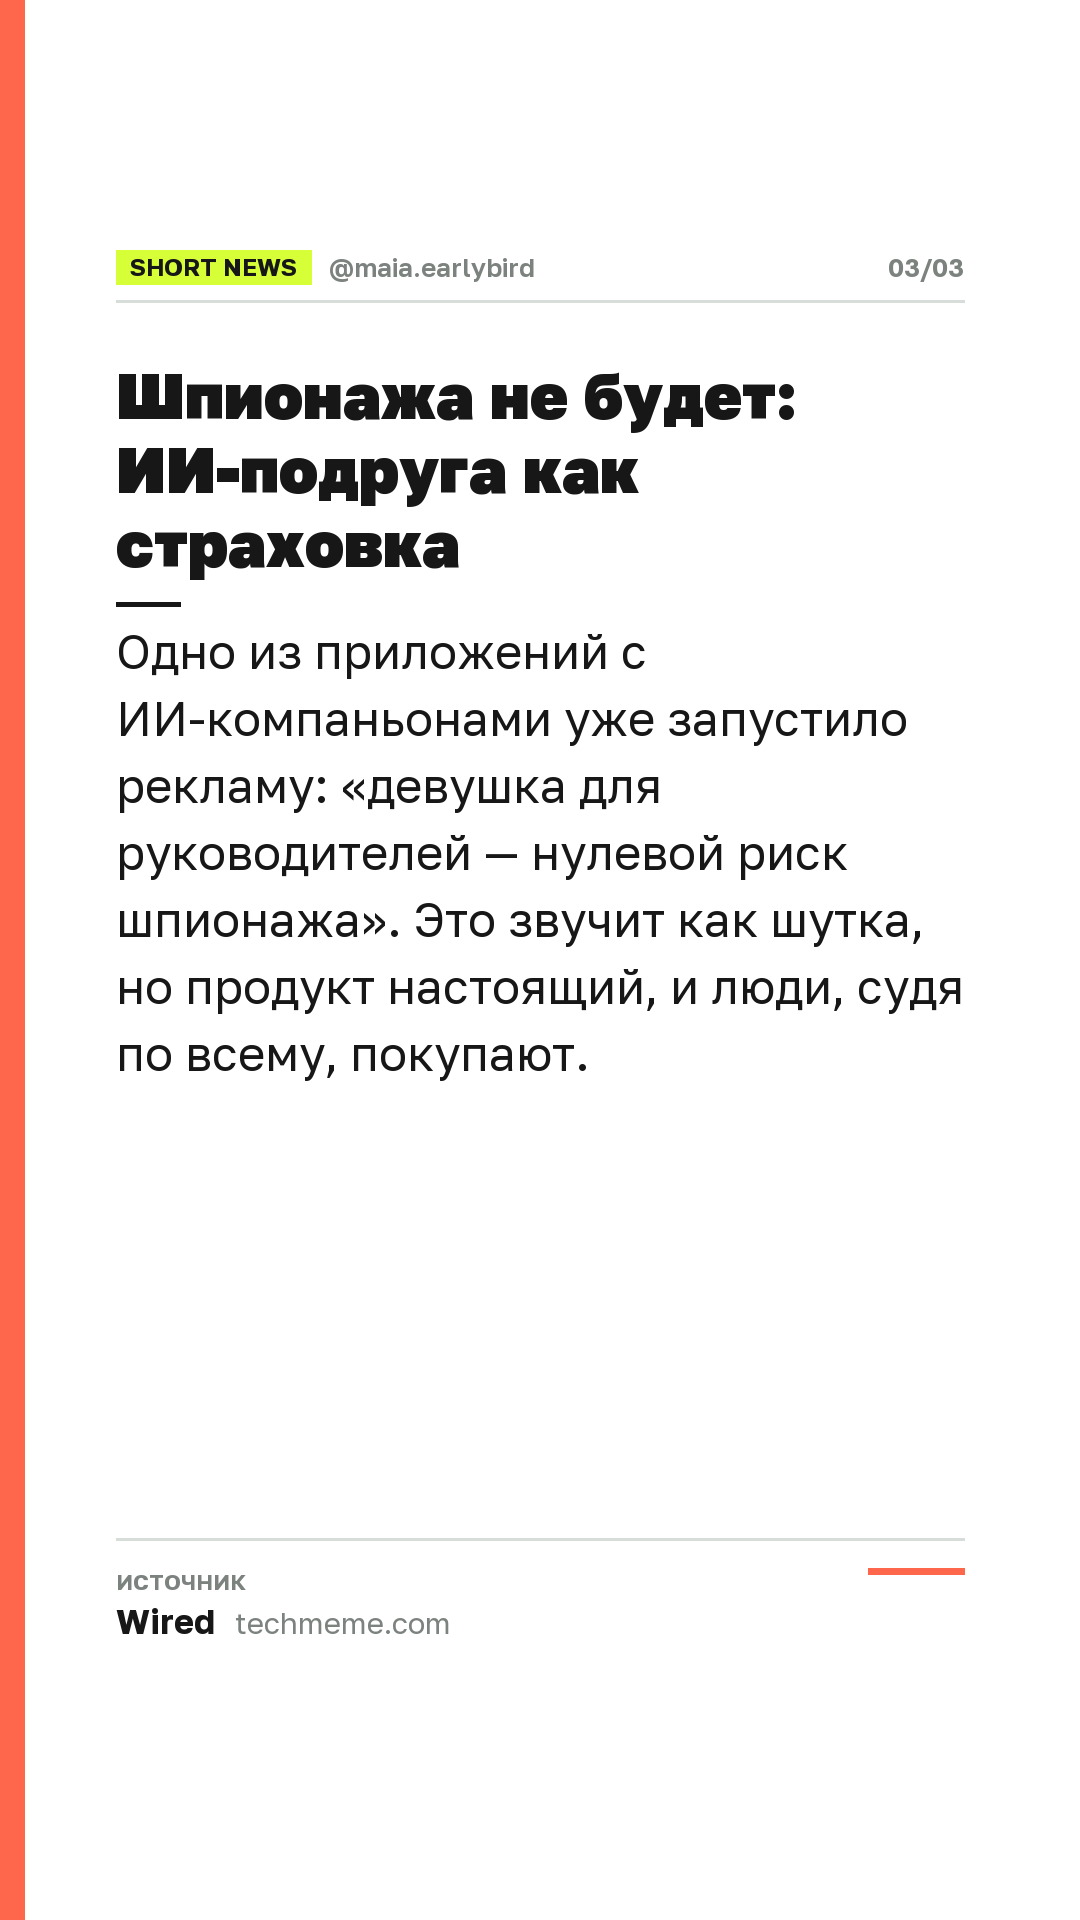 SHORT NEWS @maia.earlybird 03/03
Шпионажа не будет:
ИИ-подруга как
страховка
Одно из приложений с
ИИ-компаньонами уже запустило
рекламу: «девушка для
руководителей — нулевой риск
шпионажа». Это звучит как шутка,
но продукт настоящий, и люди, судя
по всему, покупают.
источник
Wired techmeme.com